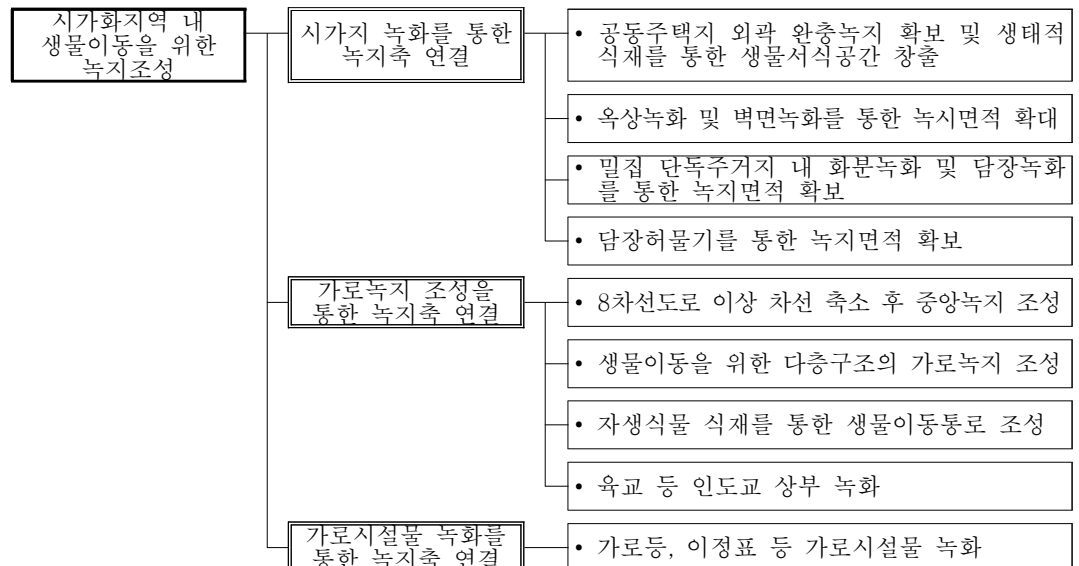 시가화지역 내
생물이동을 위한
녹지조성
시가지 녹화를 통한
녹지축 연결
• 공동주택지 외곽 완충녹지 확보 및 생태적
식재를 통한 생물서식공간 창출
• 옥상녹화 및 벽면녹화를 통한 녹시면적 확대
• 밀집 단독주거지 내 화분녹화 및 담장녹화
를 통한 녹지면적 확보
• 담장허물기를 통한 녹지면적 확보
가로녹지 조성을
통한 녹지축 연결
• 8차선도로 이상 차선 축소 후 중앙녹지 조성
• 생물이동을 위한 다층구조의 가로녹지 조성
• 자생식물 식재를 통한 생물이동통로 조성
• 육교 등 인도교 상부 녹화
가로시설물 녹화를
통한 녹지축 연결
• 가로등, 이정표 등 가로시설물 녹화